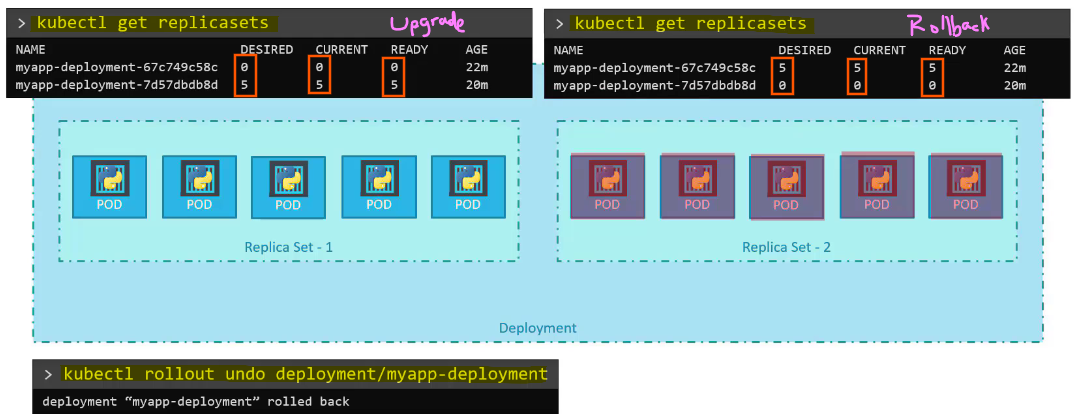 > kubectl get replicasets Upgrade
NAME DESIRED CURRENT READY AGE
myapp-deployment-67c749c58c 0 0 0 22m
myapp-deployment-7d57dbdb8d 5 5 5 20m
> kubectl get replicasets Rollback
NAME DESIRED CURRENT READY AGE
myapp-deployment-67c749c58c 5 5 5 22m
myapp-deployment-7d57dbdb8d 0 0 0 20m
POD POD POD POD POD
Replica Set - 1
POD POD POD POD POD
Replica Set - 2
Deployment
> kubectl rollout undo deployment/myapp-deployment
deployment “myapp-deployment” rolled back